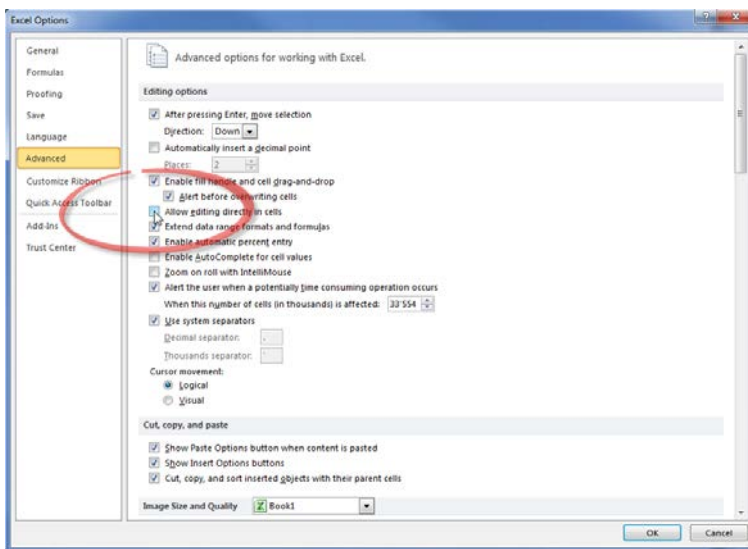 Excel Options
General
Formulas
Proofing
Save
Language
Advanced
Customize Ribbon
Quick Access Toolbar
Add-Ins
Trust Center
Advanced options for working with Excel.
Editing options
After pressing Enter, move selection
Direction: Down
Automatically insert a decimal point
Places: 2
Enable fill handle and cell drag-and-drop
Alert before overwriting cells
Allow editing directly in cells
Extend data range formats and formulas
Enable automatic percent entry
Enable AutoComplete for cell values
Zoom on roll with IntelliMouse
Alert the user when a potentially time consuming operation occurs
When this number of cells (in thousands) is affected: 33'554
Use system separators
Decimal separator: .
Thousands separator: '
Cursor movement:
Logical
Visual
Cut, copy, and paste
Show Paste Options button when content is pasted
Show Insert Options buttons
Cut, copy, and sort inserted objects with their parent cells
Image Size and Quality Book1
OK Cancel